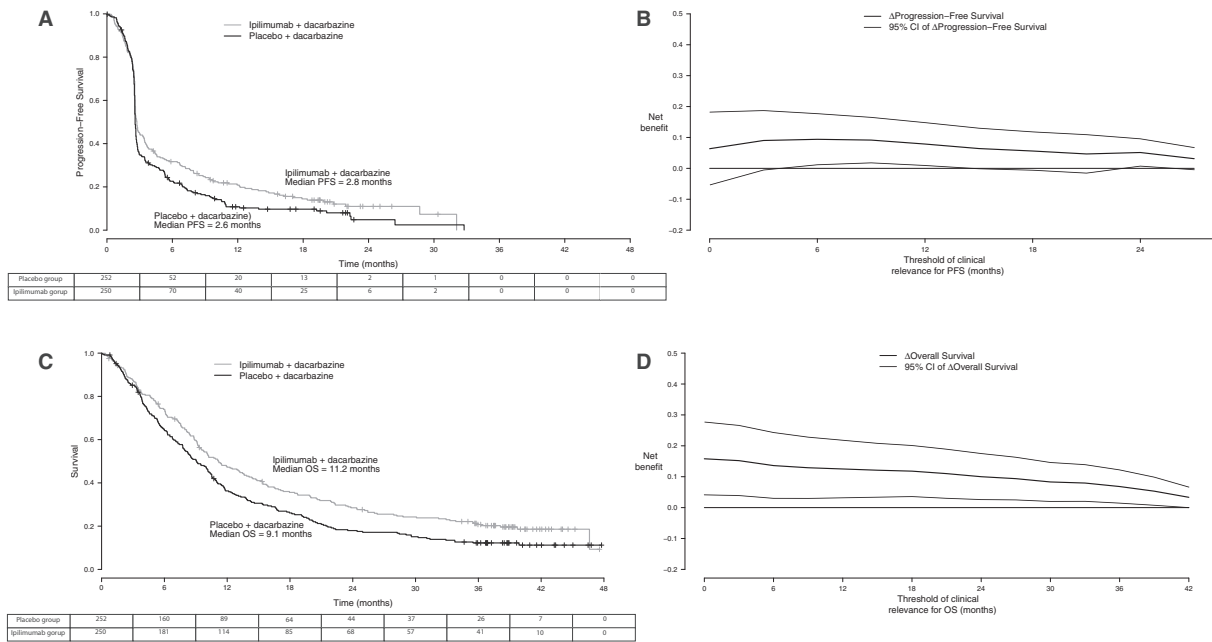 A
Ipilimumab + dacarbazine
Placebo + dacarbazine
1.0
0.8
0.6
0.4
0.2
0.0
Progression–Free Survival
Ipilimumab + dacarbazine
Median PFS = 2.8 months
Placebo + dacarbazine)
Median PFS = 2.6 months
0 6 12 18 24 30 36 42 48
Time (months)
Placebo group 252 52 20 13 2 1 0 0 0
Ipilimumab gorup 250 70 40 25 6 2 0 0 0
B
ΔProgression–Free Survival
95% CI of ΔProgression–Free Survival
0.5
0.4
0.3
0.2
0.1
0.0
−0.1
−0.2
Net
benefit
0 6 12 18 24
Threshold of clinical
relevance for PFS (months)
C
Ipilimumab + dacarbazine
Placebo + dacarbazine
1.0
0.8
0.6
0.4
0.2
0.0
Survival
Ipilimumab + dacarbazine
Median OS = 11.2 months
Placebo + dacarbazine
Median OS = 9.1 months
0 6 12 18 24 30 36 42 48
Time (months)
Placebo group 252 160 89 64 44 37 26 7 0
Ipilimumab gorup 250 181 114 85 68 57 41 10 0
D
ΔOverall Survival
95% CI of ΔOverall Survival
0.5
0.4
0.3
0.2
0.1
0.0
−0.1
−0.2
Net
benefit
0 6 12 18 24 30 36 42
Threshold of clinical
relevance for OS (months)